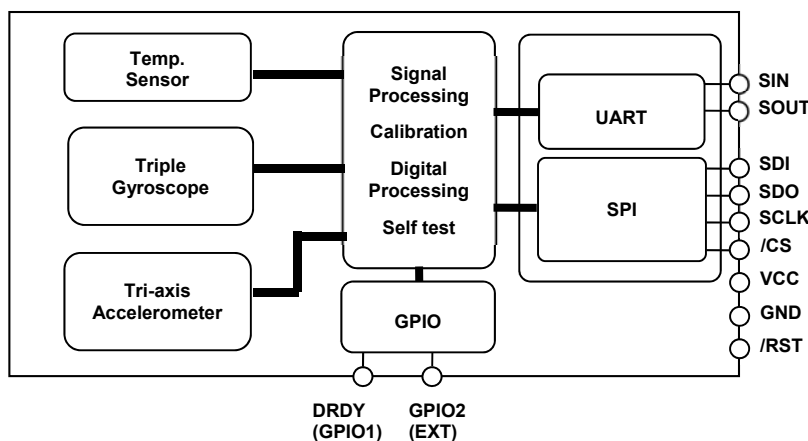 Temp.
Sensor
Triple
Gyroscope
Tri-axis
Accelerometer
Signal
Processing
Calibration
Digital
Processing
Self test
GPIO
UART
SPI
SIN
SOUT
SDI
SDO
SCLK
/CS
VCC
GND
/RST
DRDY
(GPIO1)
GPIO2
(EXT)